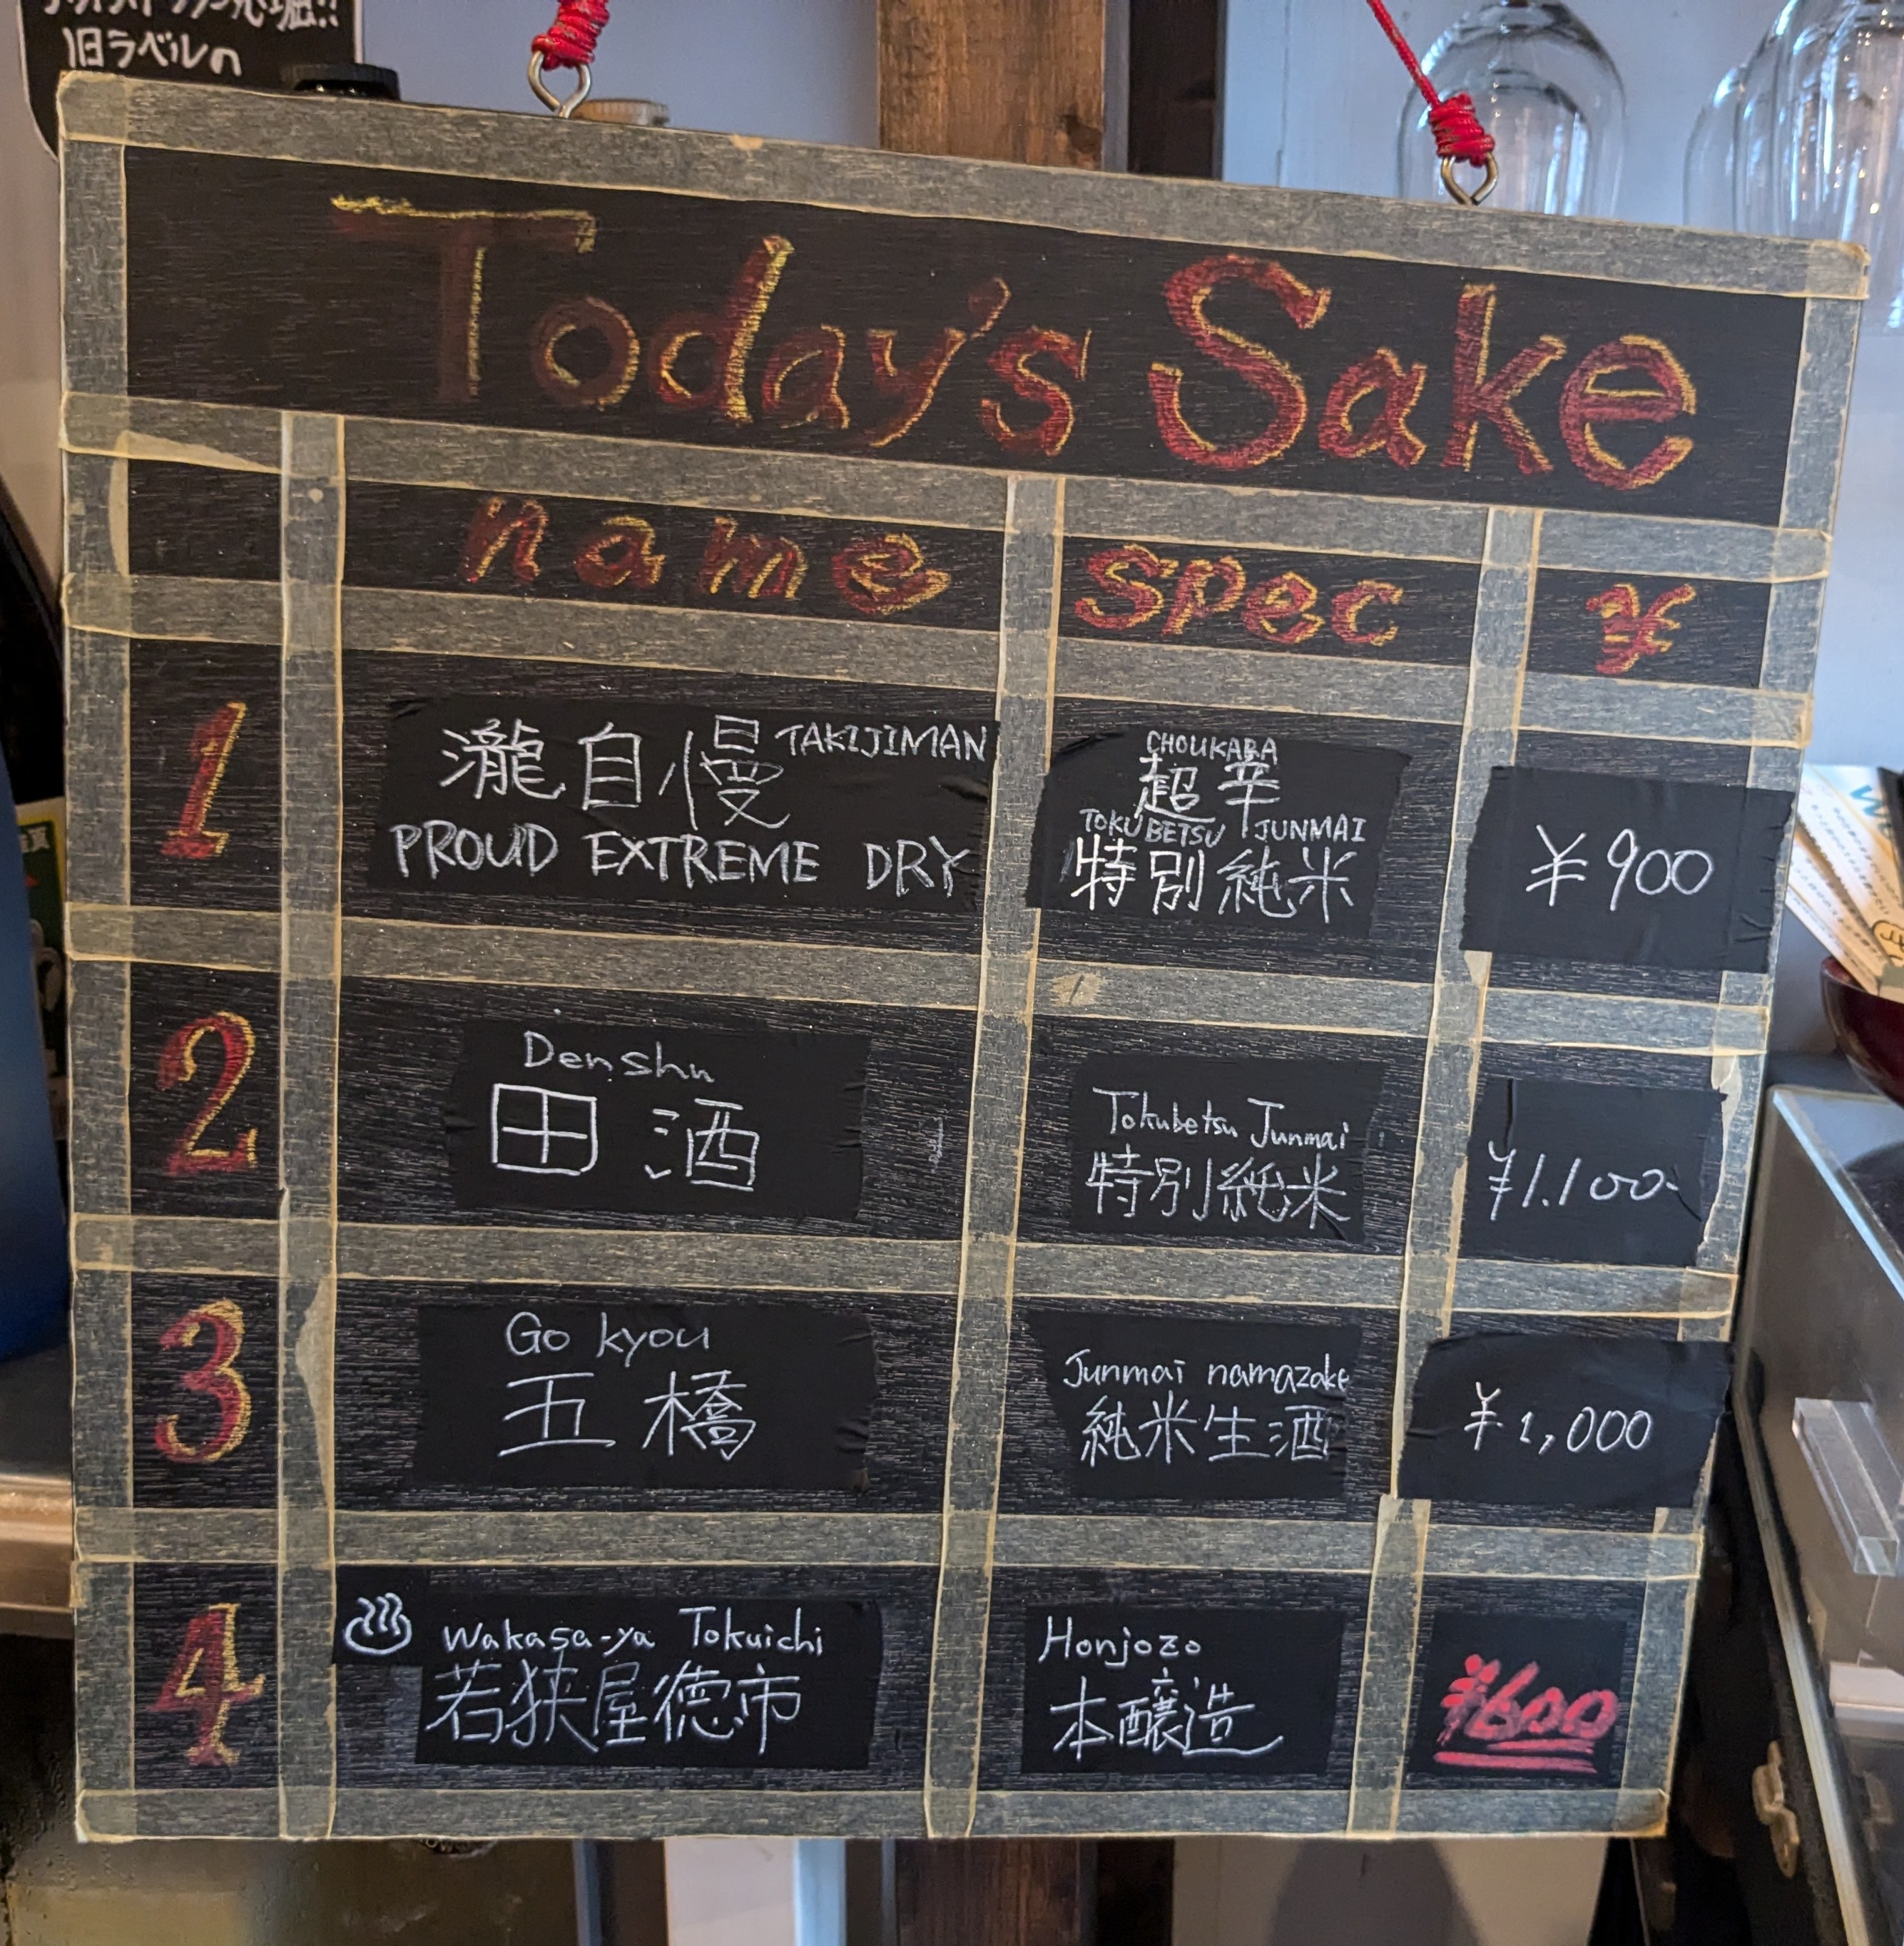 旧ラベルの
Today's Sake
name spec ¥
1
瀧自慢 TAKIJIMAN
PROUD EXTREME DRY
CHOUKARA
超辛
TOKUBETSU JUNMAI
特別純米
¥900
2
Denshu
田酒
Tokubetsu Junmai
特別純米
¥1.100-
3
Go kyou
五橋
Junmai namazake
純米生酒
¥1,000
4
♨ Wakasa-ya Tokuichi
若狭屋徳市
Honjozo
本醸造
¥600